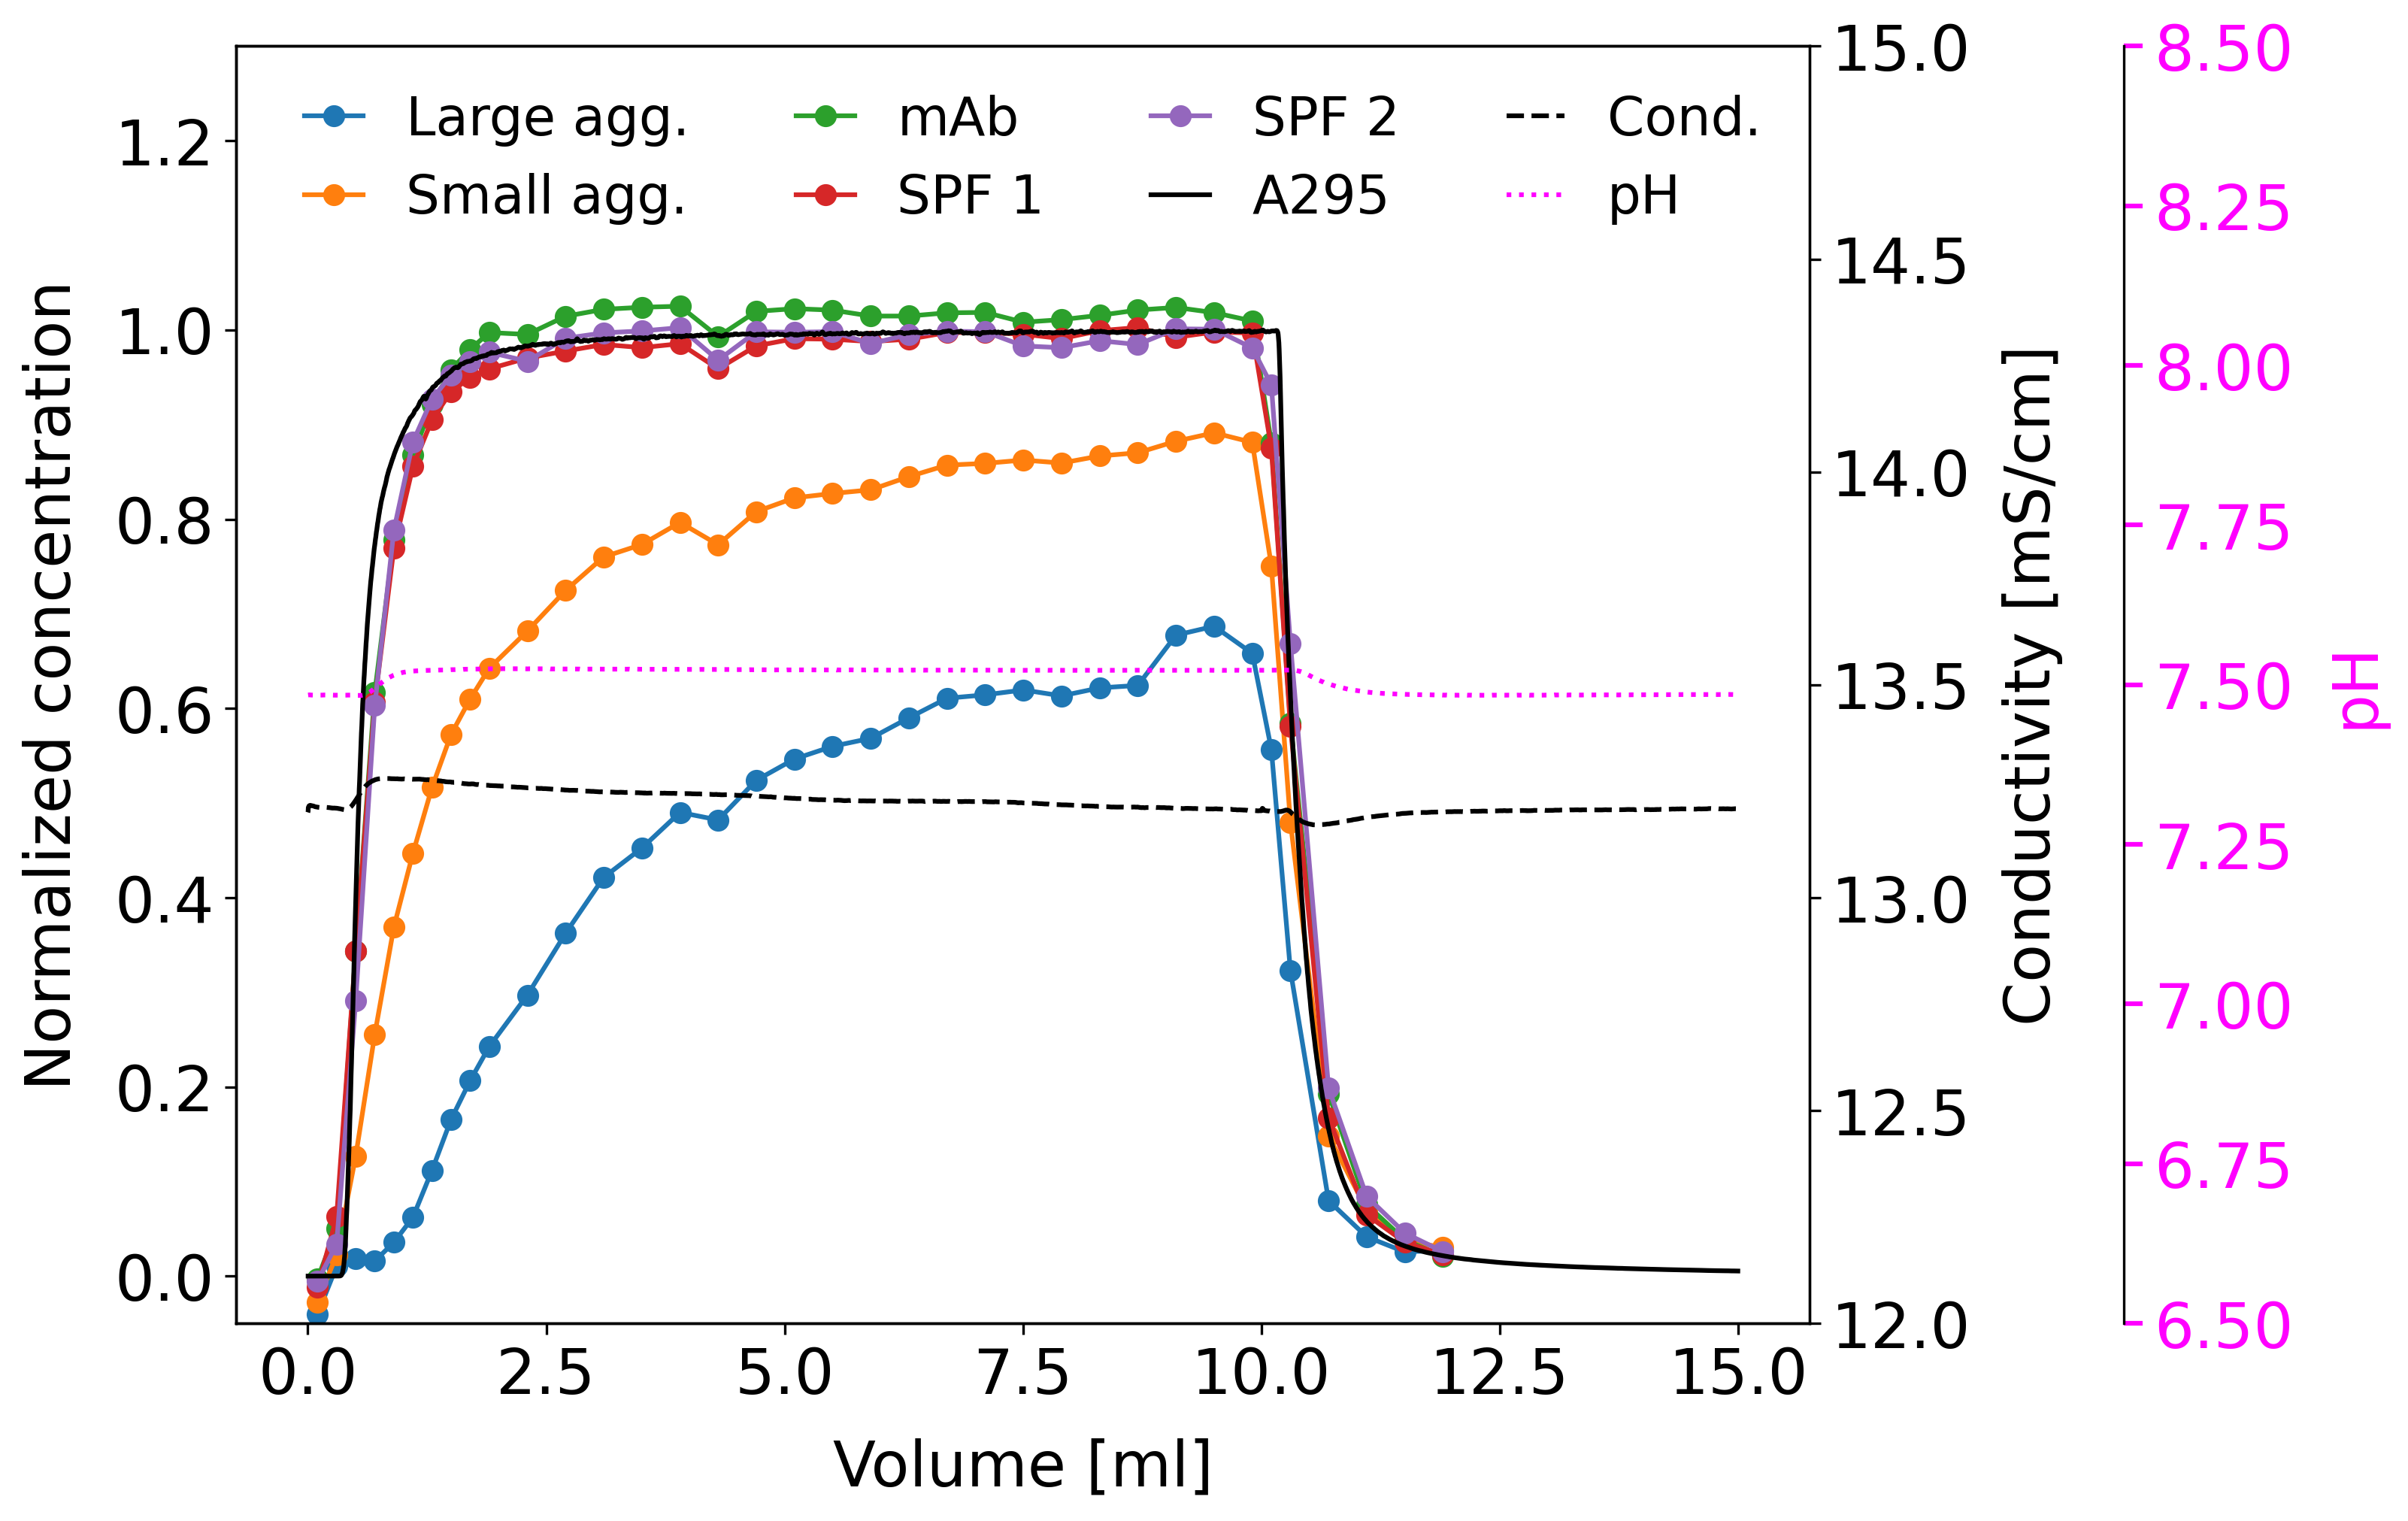 Large agg.
Small agg.
mAb
SPF 1
SPF 2
A295
Cond.
pH
Normalized concentration
1.2
1.0
0.8
0.6
0.4
0.2
0.0
0.0 2.5 5.0 7.5 10.0 12.5 15.0
Volume [ml]
15.0
14.5
14.0
13.5
13.0
12.5
12.0
Conductivity [mS/cm]
8.50
8.25
8.00
7.75
7.50
7.25
7.00
6.75
6.50
pH